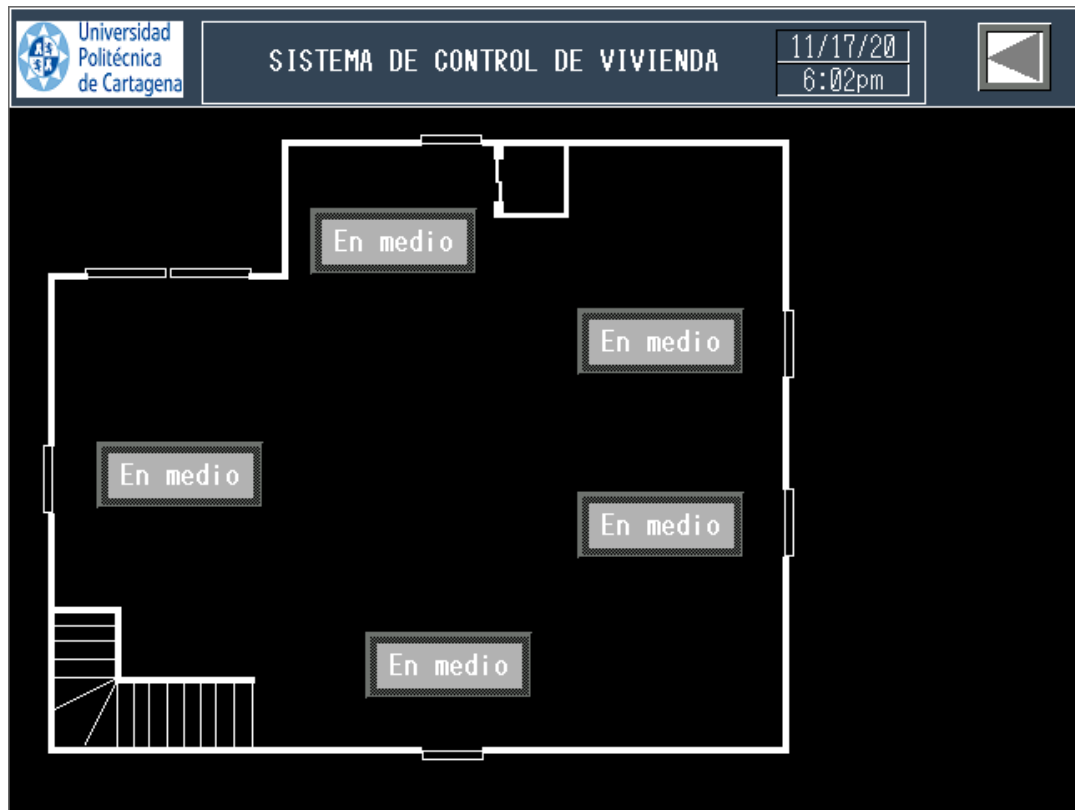 Universidad
Politécnica
de Cartagena
SISTEMA DE CONTROL DE VIVIENDA
11/17/20
6:02pm
En medio
En medio
En medio
En medio
En medio